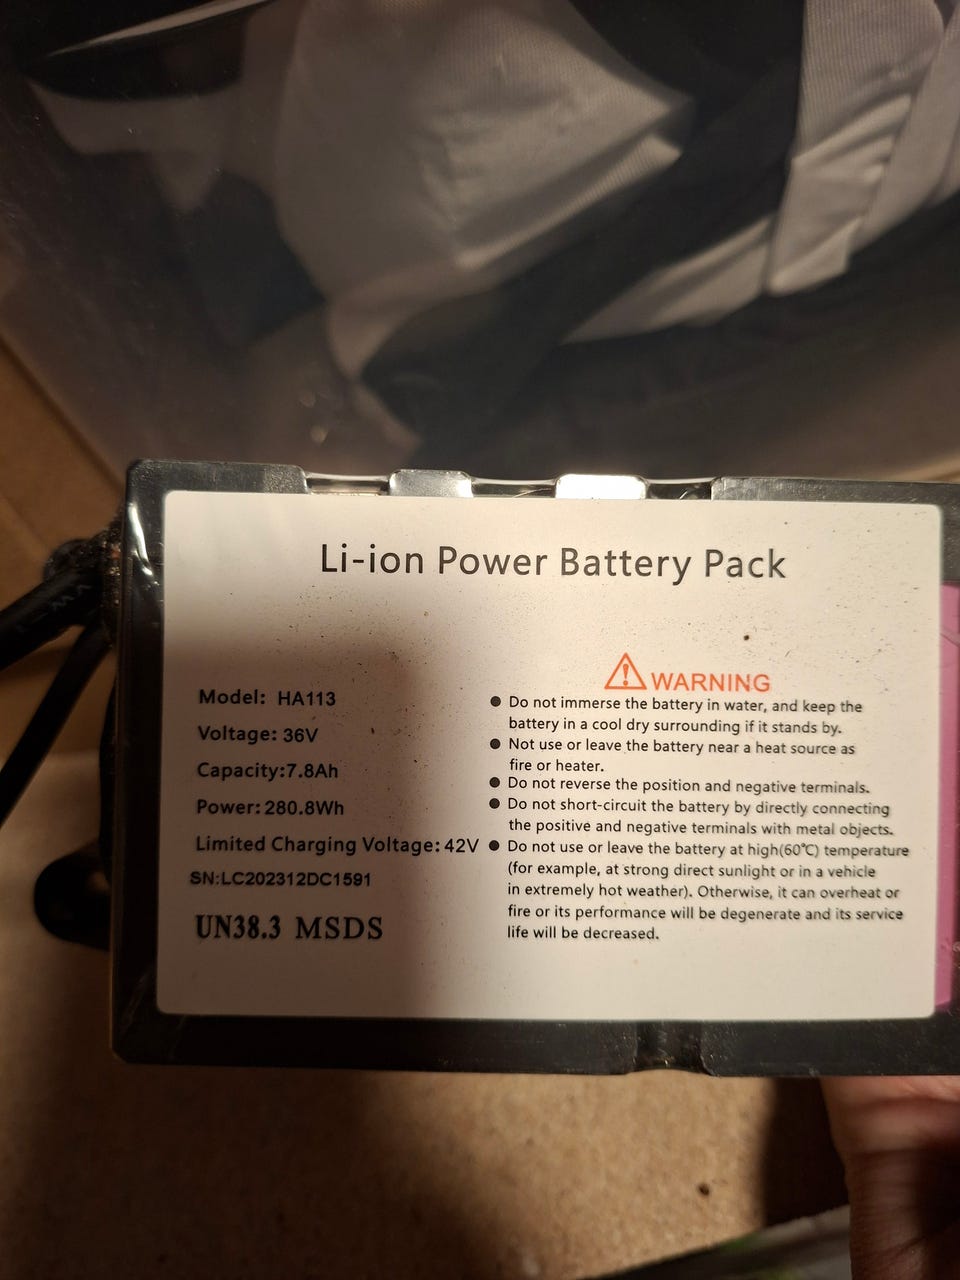 Li-ion Power Battery Pack
Model: HA113
Voltage: 36V
Capacity:7.8Ah
Power: 280.8Wh
Limited Charging Voltage: 42V
SN:LC202312DC1591
UN38.3 MSDS
WARNING
● Do not immerse the battery in water, and keep the
battery in a cool dry surrounding if it stands by.
● Not use or leave the battery near a heat source as
fire or heater.
● Do not reverse the position and negative terminals.
● Do not short-circuit the battery by directly connecting
the positive and negative terminals with metal objects.
● Do not use or leave the battery at high(60℃) temperature
(for example, at strong direct sunlight or in a vehicle
in extremely hot weather). Otherwise, it can overheat or
fire or its performance will be degenerate and its service
life will be decreased.